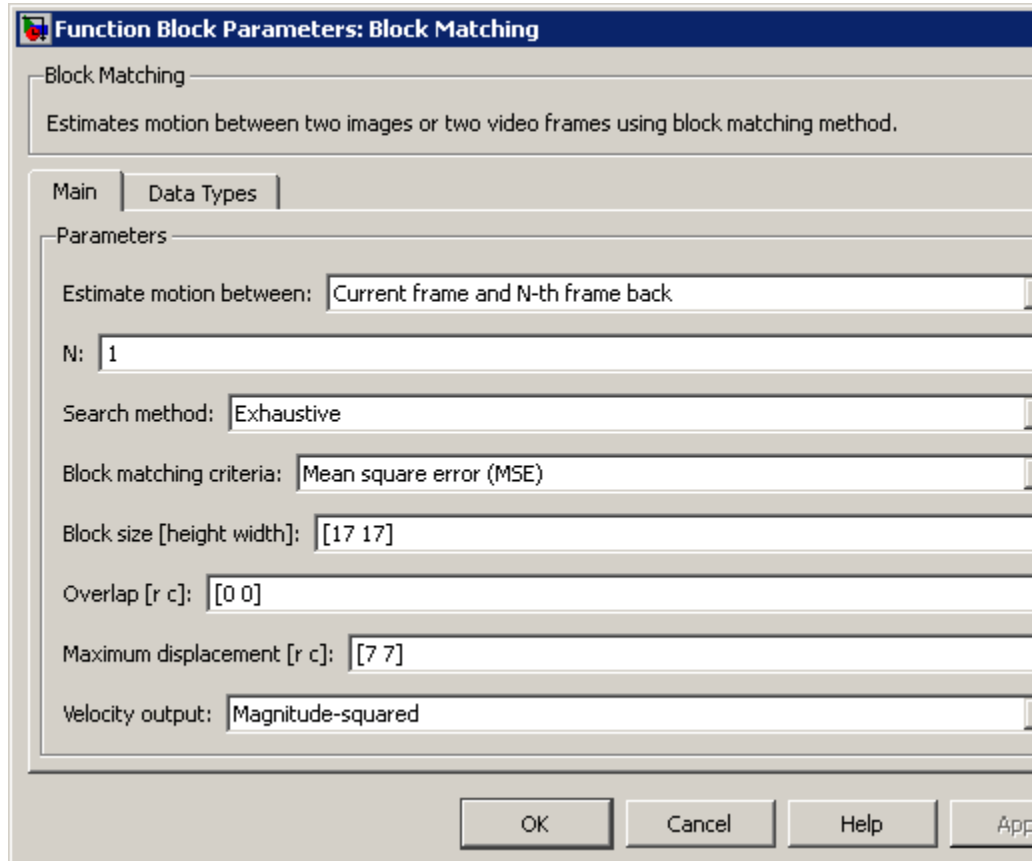 Function Block Parameters: Block Matching
Block Matching
Estimates motion between two images or two video frames using block matching method.
Main
Data Types
Parameters
Estimate motion between: Current frame and N-th frame back
N: 1
Search method: Exhaustive
Block matching criteria: Mean square error (MSE)
Block size [height width]: [17 17]
Overlap [r c]: [0 0]
Maximum displacement [r c]: [7 7]
Velocity output: Magnitude-squared
OK
Cancel
Help
App